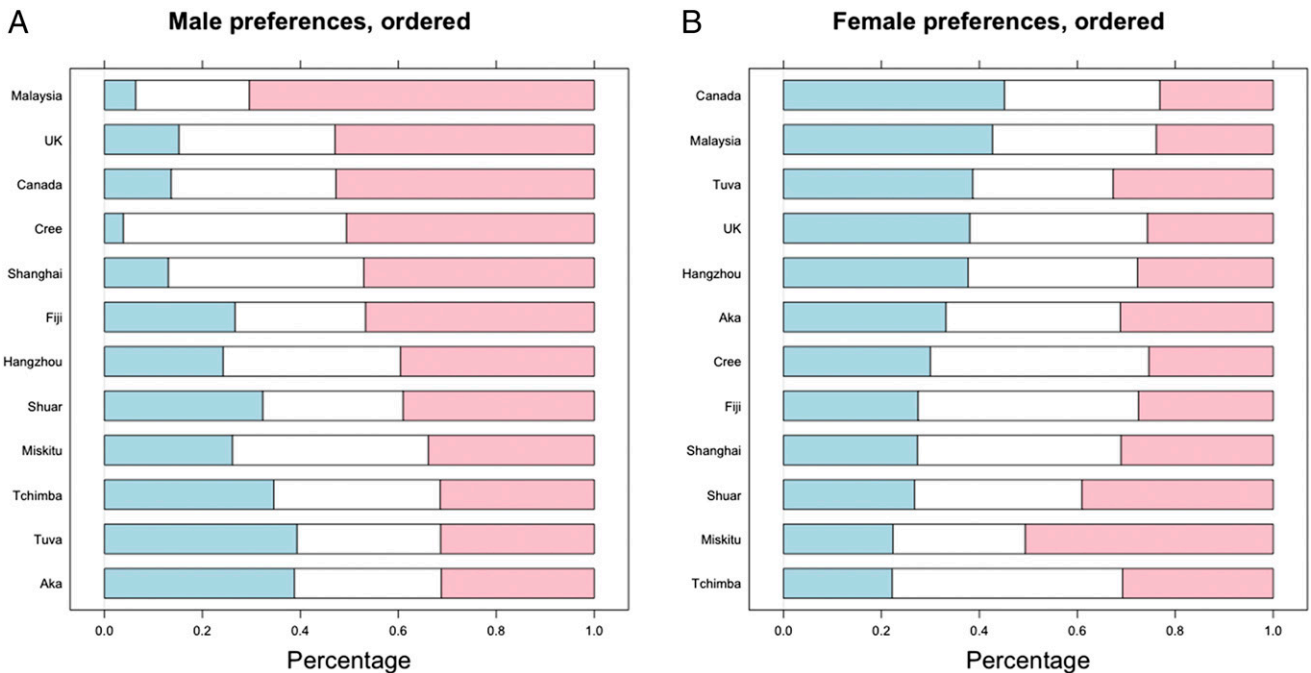 A
Male preferences, ordered
Malaysia
UK
Canada
Cree
Shanghai
Fiji
Hangzhou
Shuar
Miskitu
Tchimba
Tuva
Aka
0.0 0.2 0.4 0.6 0.8 1.0
Percentage
B
Female preferences, ordered
Canada
Malaysia
Tuva
UK
Hangzhou
Aka
Cree
Fiji
Shanghai
Shuar
Miskitu
Tchimba
0.0 0.2 0.4 0.6 0.8 1.0
Percentage